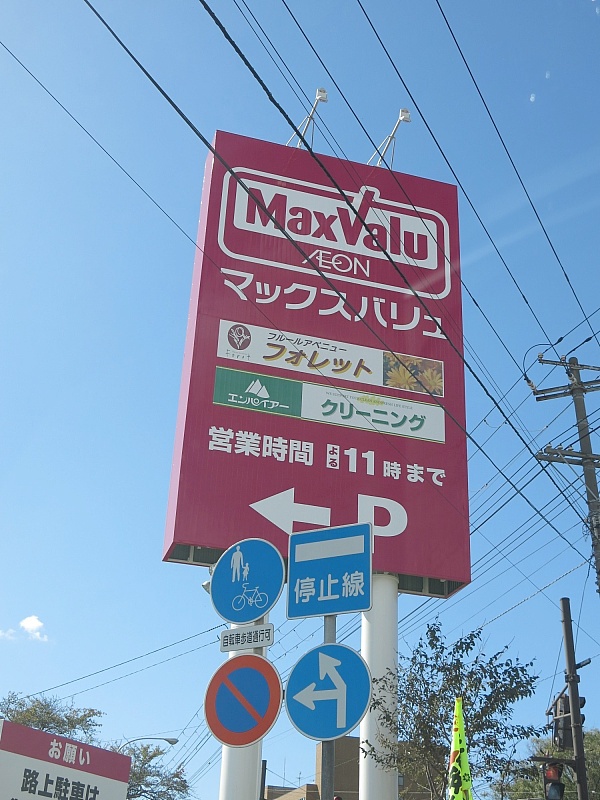 MaxValu
ÆON
マックスバリュ
フルールアベニュー
フォレット
foret
エンパイアー
クリーニング
営業時間 よる11時まで
P
停止線
自転車歩道通行可
お願い
路上駐車は